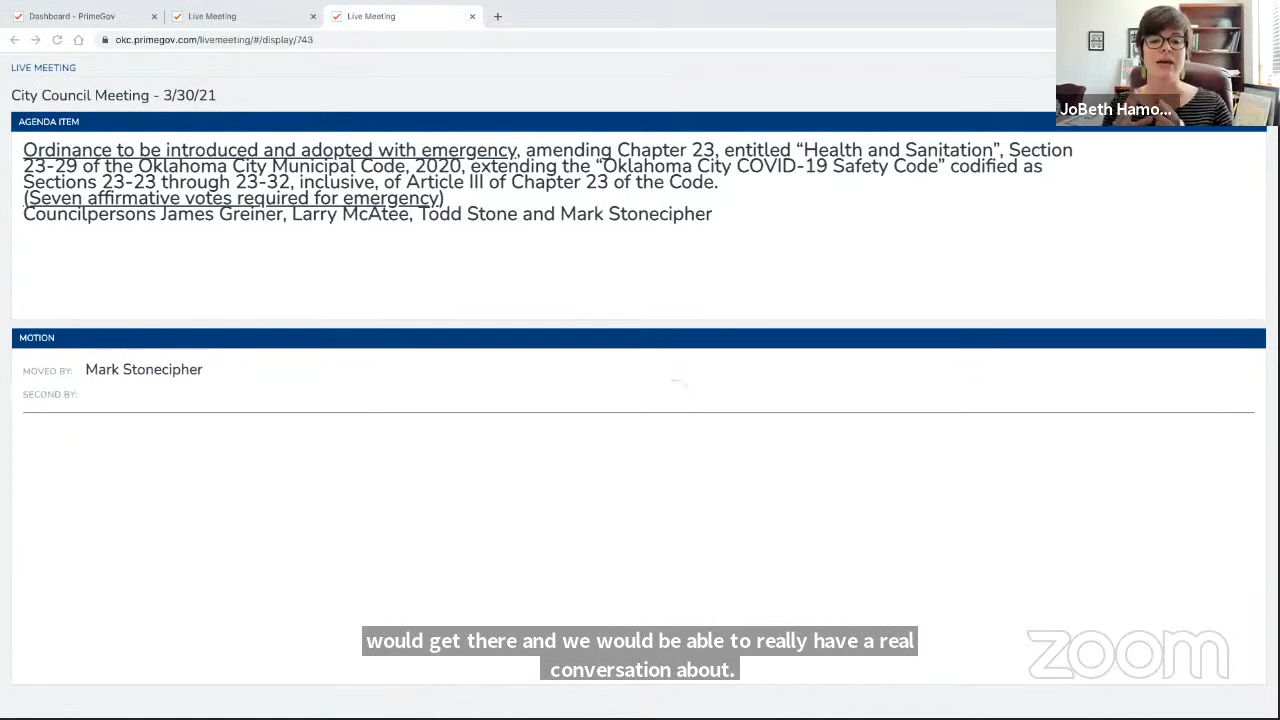 Dashboard - PrimeGov
Live Meeting
Live Meeting
okc.primegov.com/livemeeting/#/display/743
LIVE MEETING
City Council Meeting - 3/30/21
AGENDA ITEM
Ordinance to be introduced and adopted with emergency, amending Chapter 23, entitled “Health and Sanitation”, Section
23-29 of the Oklahoma City Municipal Code, 2020, extending the “Oklahoma City COVID-19 Safety Code” codified as
Sections 23-23 through 23-32, inclusive, of Article III of Chapter 23 of the Code.
(Seven affirmative votes required for emergency)
Councilpersons James Greiner, Larry McAtee, Todd Stone and Mark Stonecipher
MOTION
MOVED BY: Mark Stonecipher
SECOND BY:
JoBeth Hamo...
would get there and we would be able to really have a real
conversation about.
zoom